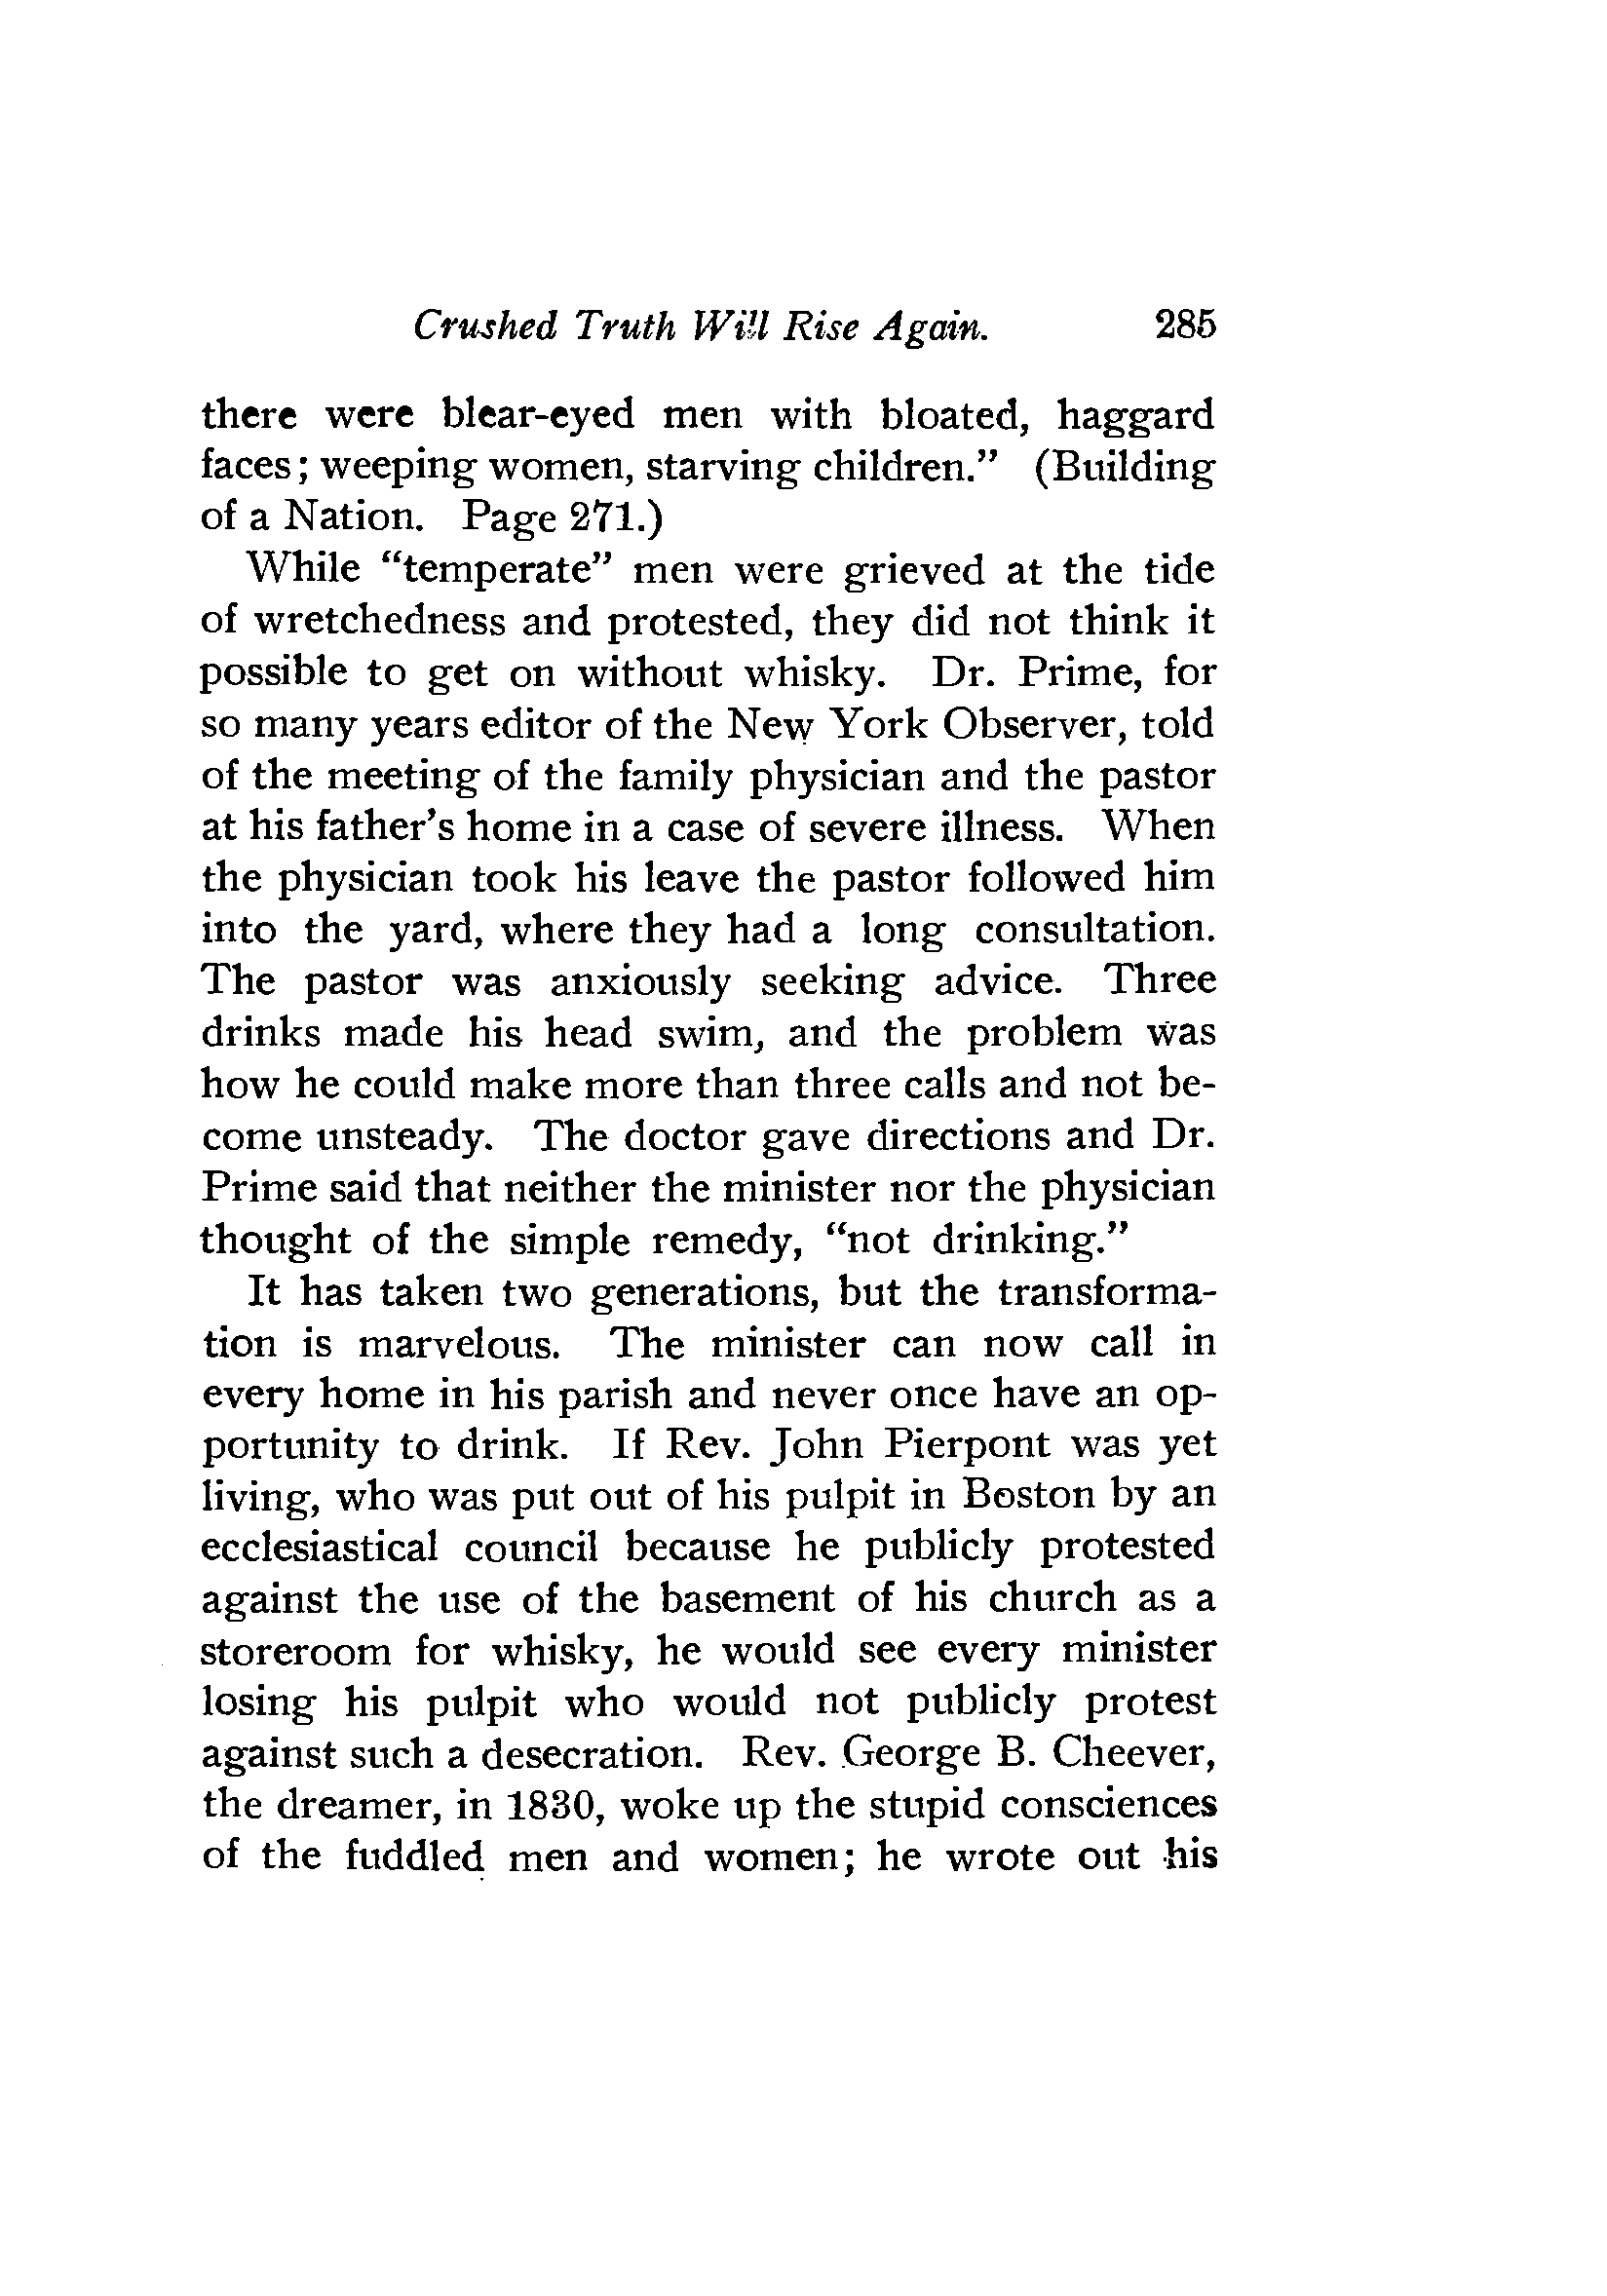 Crushed Truth Will Rise Again. 285
there were blear-eyed men with bloated, haggard
faces; weeping women, starving children.” (Building
of a Nation. Page 271.)
While “temperate” men were grieved at the tide
of wretchedness and protested, they did not think it
possible to get on without whisky. Dr. Prime, for
so many years editor of the New York Observer, told
of the meeting of the family physician and the pastor
at his father’s home in a case of severe illness. When
the physician took his leave the pastor followed him
into the yard, where they had a long consultation.
The pastor was anxiously seeking advice. Three
drinks made his head swim, and the problem was
how he could make more than three calls and not be-
come unsteady. The doctor gave directions and Dr.
Prime said that neither the minister nor the physician
thought of the simple remedy, “not drinking.”
It has taken two generations, but the transforma-
tion is marvelous. The minister can now call in
every home in his parish and never once have an op-
portunity to drink. If Rev. John Pierpont was yet
living, who was put out of his pulpit in Boston by an
ecclesiastical council because he publicly protested
against the use of the basement of his church as a
storeroom for whisky, he would see every minister
losing his pulpit who would not publicly protest
against such a desecration. Rev. George B. Cheever,
the dreamer, in 1830, woke up the stupid consciences
of the fuddled men and women; he wrote out his